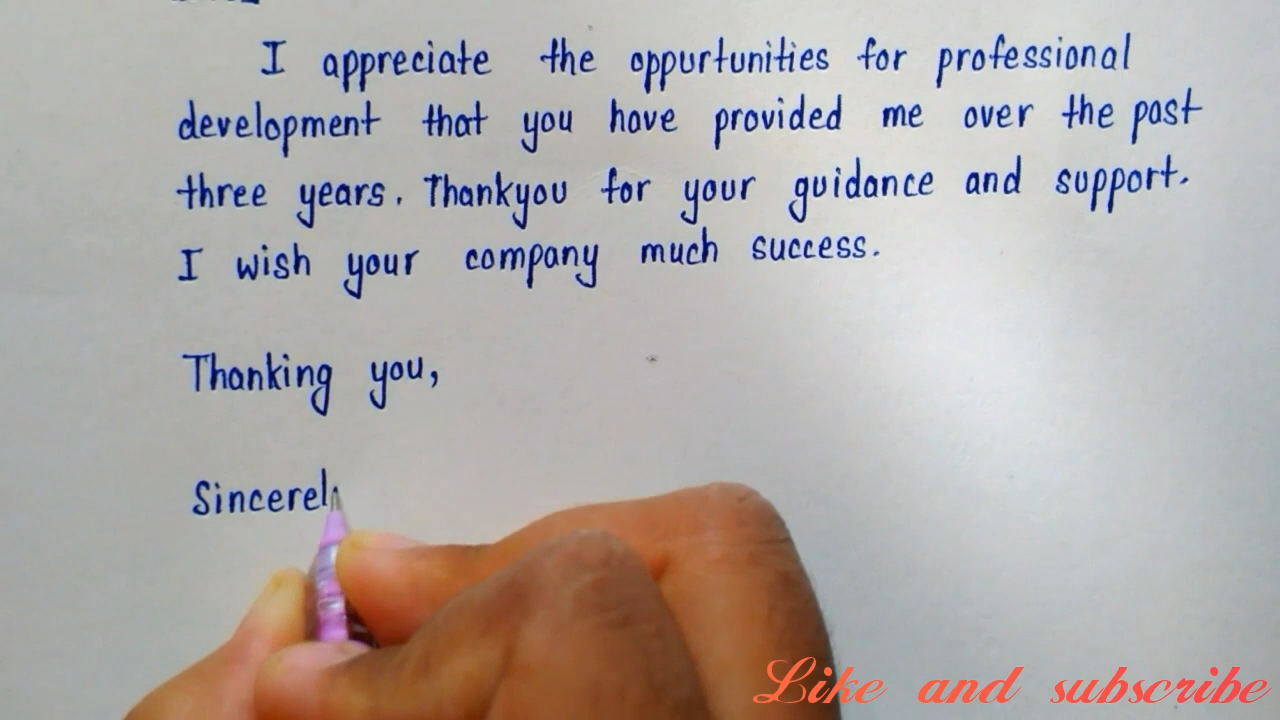 I appreciate the oppurtunities for professional
development that you have provided me over the past
three years. Thankyou for your guidance and support.
I wish your company much success.
Thanking you,
Sincerel
Like and subscribe